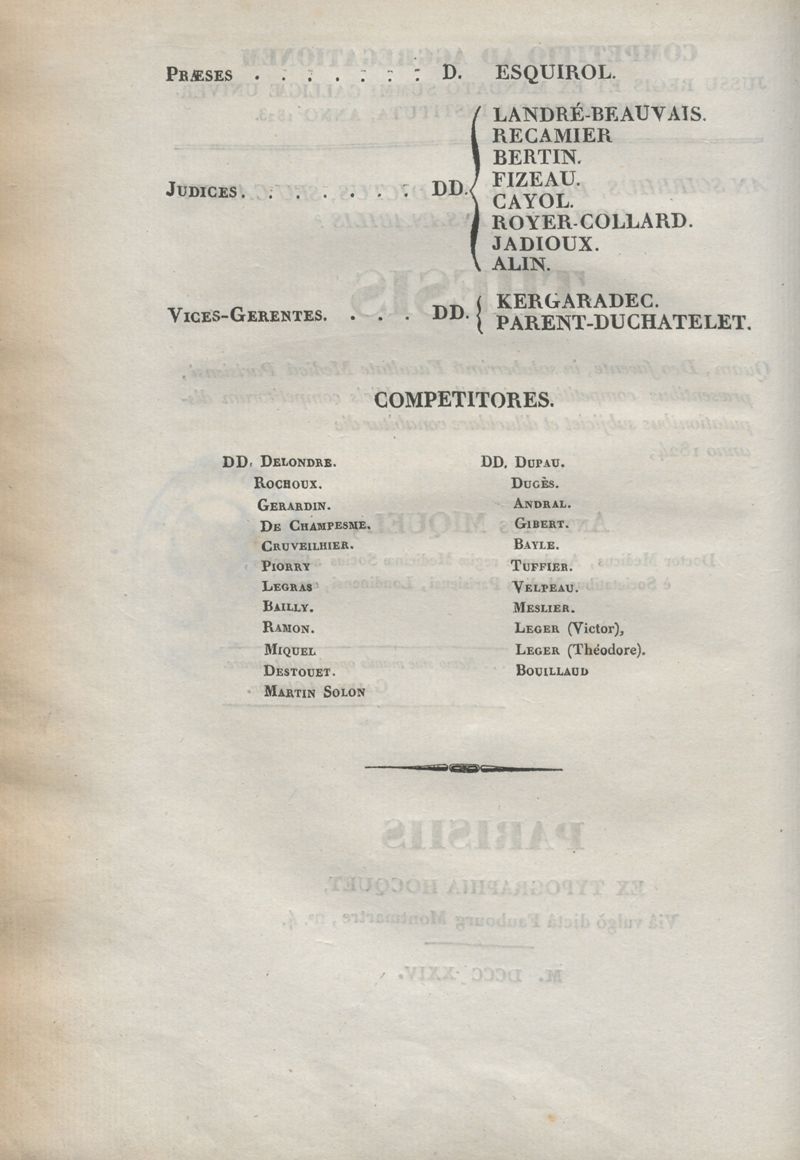 PRÆSES . . . . . . . D. ESQUIROL.
JUDICES. . . . . . . DD.
LANDRÉ-BEAUVAIS.
RECAMIER
BERTIN.
FIZEAU.
CAYOL.
ROYER-COLLARD.
JADIOUX.
ALIN.
VICES-GERENTES. . . . DD.
KERGARADEC.
PARENT-DUCHATELET.
COMPETITORES.
DD. DELONDRE.
ROCHOUX.
GERARDIN.
DE CHAMPESME.
CRUVEILHIER.
PIORRY
LEGRAS
BAILLY.
RAMON.
MIQUEL
DESTOUET.
MARTIN SOLON
DD. DUPAU.
DUGÈS.
ANDRAL.
GIBERT.
BAYLE.
TUFFIER.
VELPEAU.
MESLIER.
LEGER (Victor),
LEGER (Théodore).
BOUILLAUD